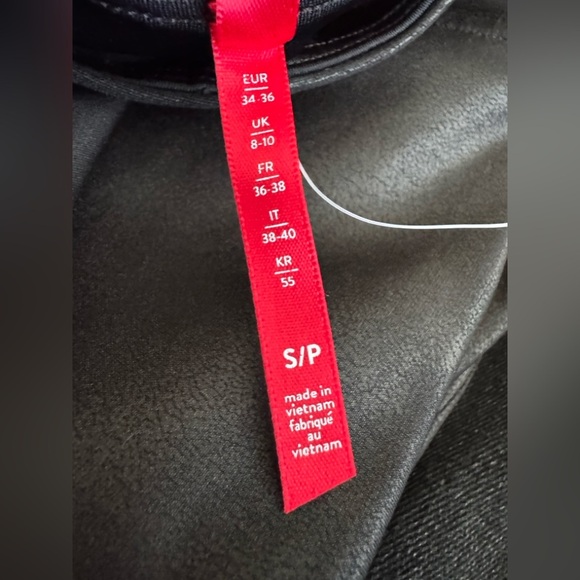 EUR
34-36
UK
8-10
FR
36-38
IT
38-40
KR
55
S/P
made in
vietnam
fabriqué
au
vietnam